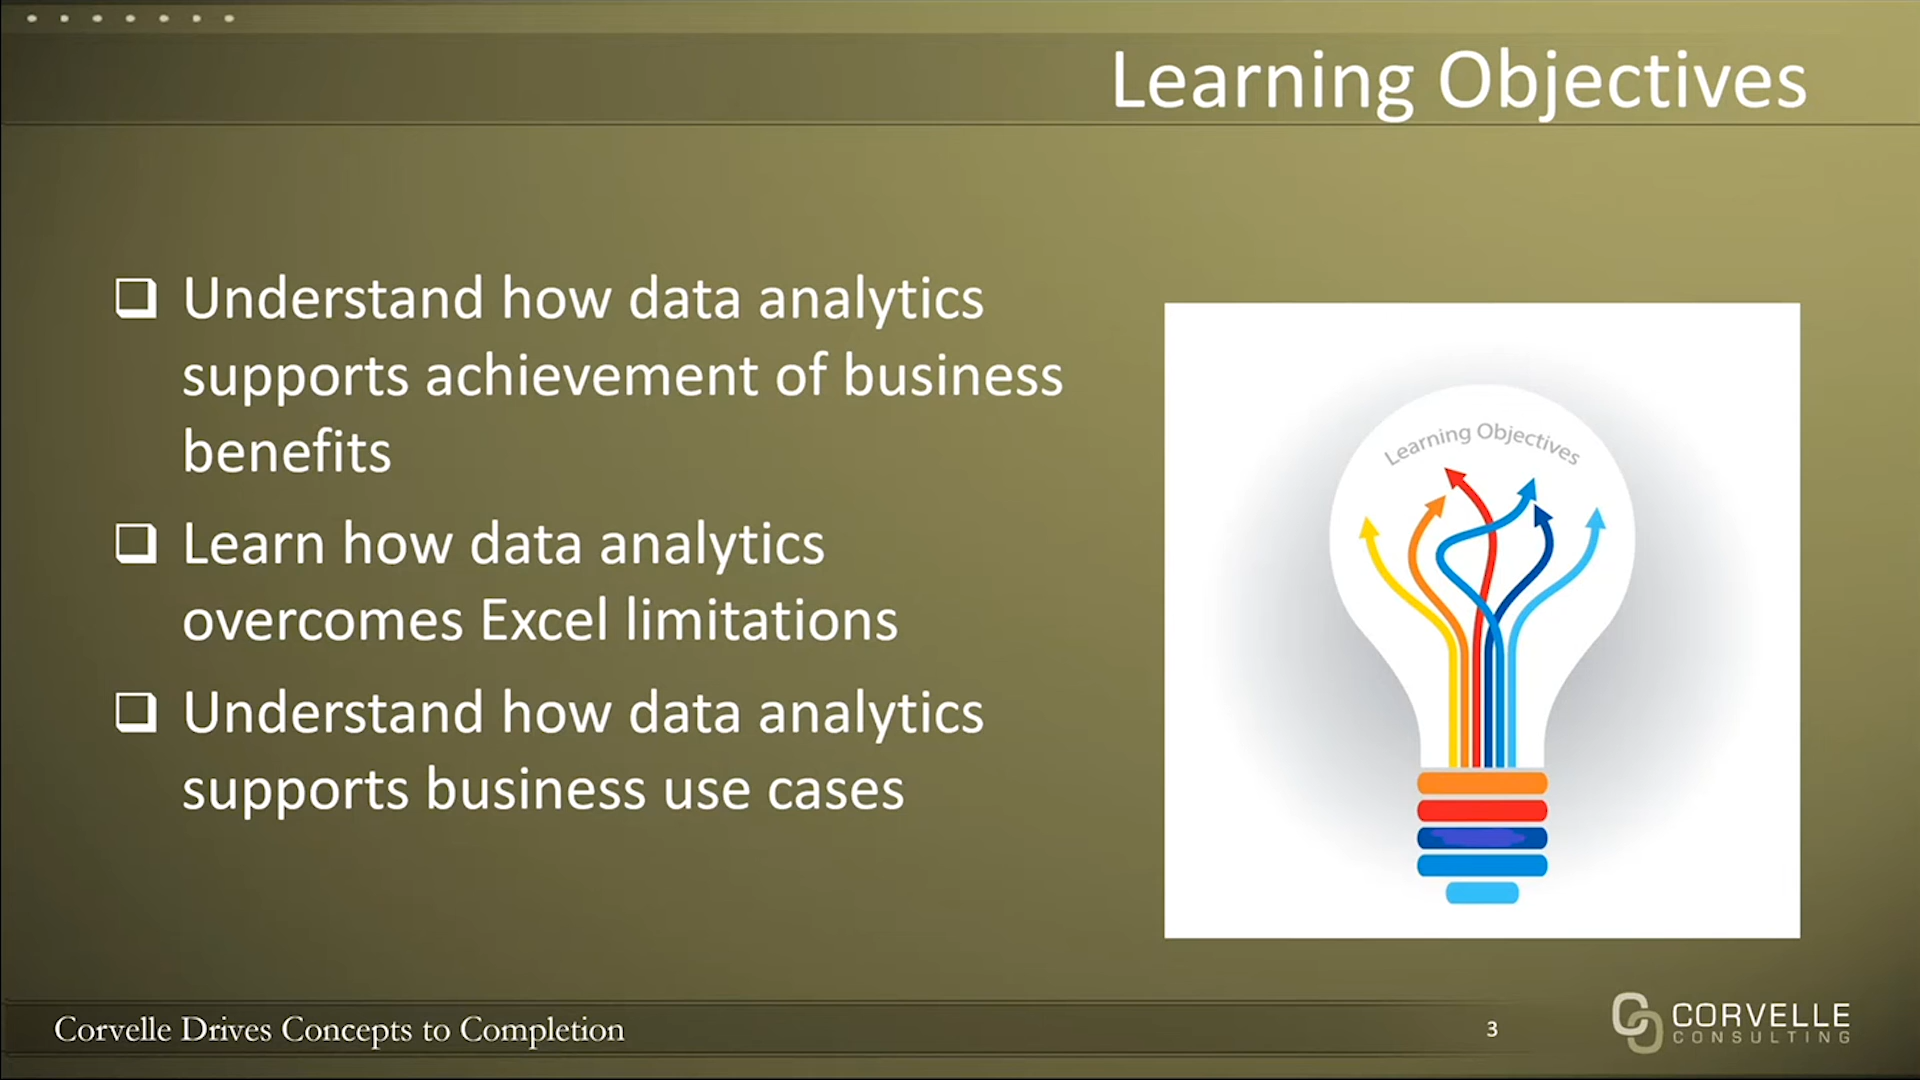 Learning Objectives
Understand how data analytics
supports achievement of business
benefits
Learn how data analytics
overcomes Excel limitations
Understand how data analytics
supports business use cases
Learning Objectives
Corvelle Drives Concepts to Completion
3
CORVELLE
CONSULTING